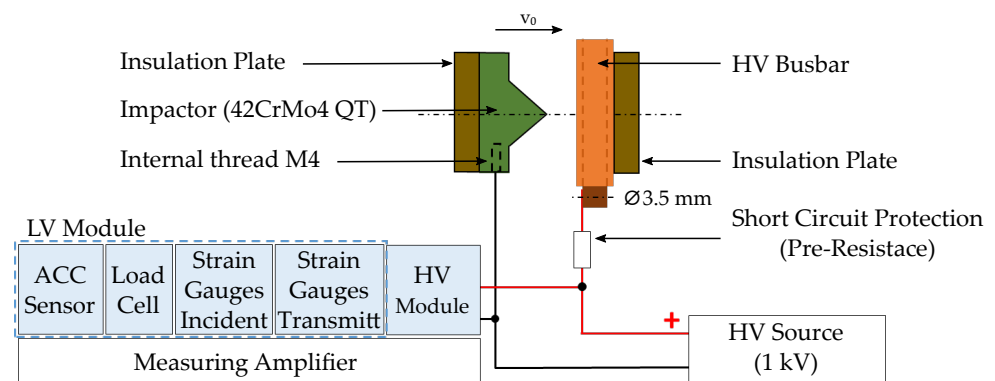 v₀
Insulation Plate
HV Busbar
Impactor (42CrMo4 QT)
Internal thread M4
Insulation Plate
Ø3.5 mm
LV Module
Short Circuit Protection
(Pre-Resistace)
ACC
Sensor
Load
Cell
Strain
Gauges
Incident
Strain
Gauges
Transmitt
HV
Module
+
HV Source
(1 kV)
Measuring Amplifier